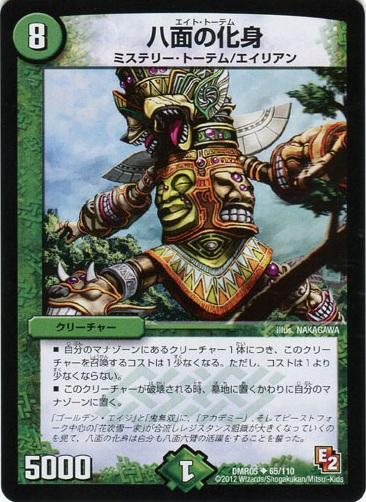 8
エイト・トーテム
八面の化身
ミステリー・トーテム/エイリアン
illus. NAKAGAWA
クリーチャー
■ 自分のマナゾーンにあるクリーチャー1体につき、このクリー
チャーを召喚するコストは1少なくなる。ただし、コストは1よ
り少なくならない。
■ このクリーチャーが破壊される時、墓地に置くかわりに自分の
マナゾーンに置く。
「ゴールデン・エイジ」と「鬼無双」に、「アカデミー」、そしてビーストフォー
クの「花吹雪一家」が合流しレジスタンス組織が大きくなっていくの
を見て、八面の化身は自分も八面六臂の活躍をすることを誓った。
5000
1
E2
DMR05 65/110
©2012 Wizards/Shogakukan/Mitsui-Kids